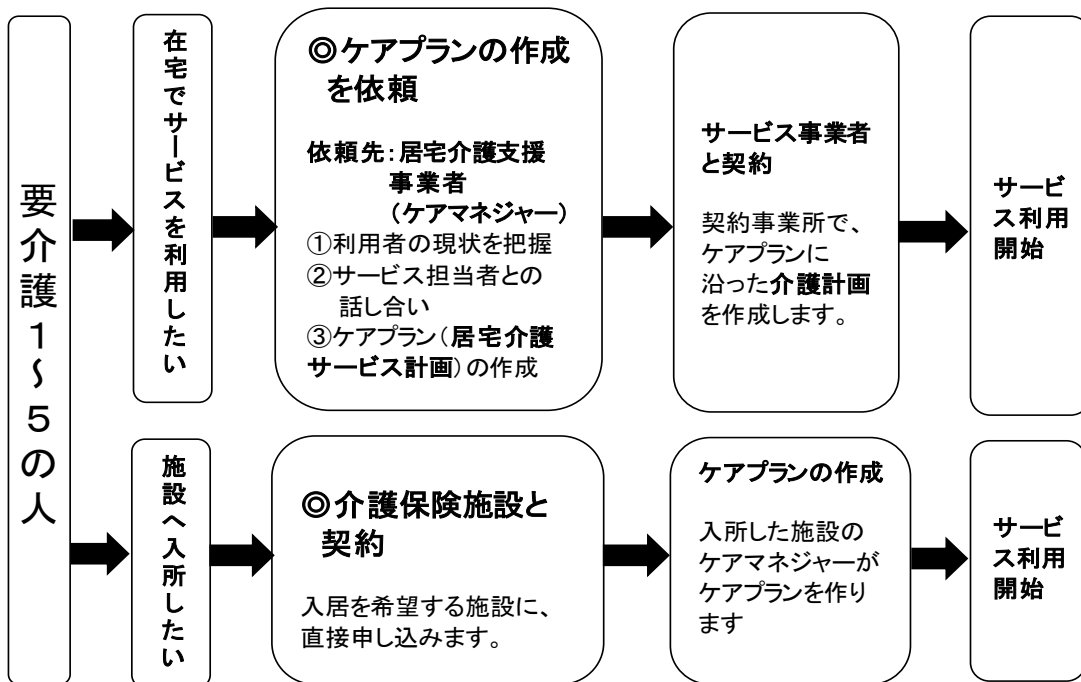 要介護１～５の人
在宅でサービスを利用したい
◎ケアプランの作成
を依頼
依頼先：居宅介護支援
事業者
（ケアマネジャー）
①利用者の現状を把握
②サービス担当者との
話し合い
③ケアプラン（居宅介護
サービス計画）の作成
サービス事業者
と契約
契約事業所で、
ケアプランに
沿った介護計画
を作成します。
サービ
ス利用
開始
施設へ入所したい
◎介護保険施設と
契約
入居を希望する施設に、
直接申し込みます。
ケアプランの作成
入所した施設の
ケアマネジャーが
ケアプランを作り
ます
サービ
ス利用
開始